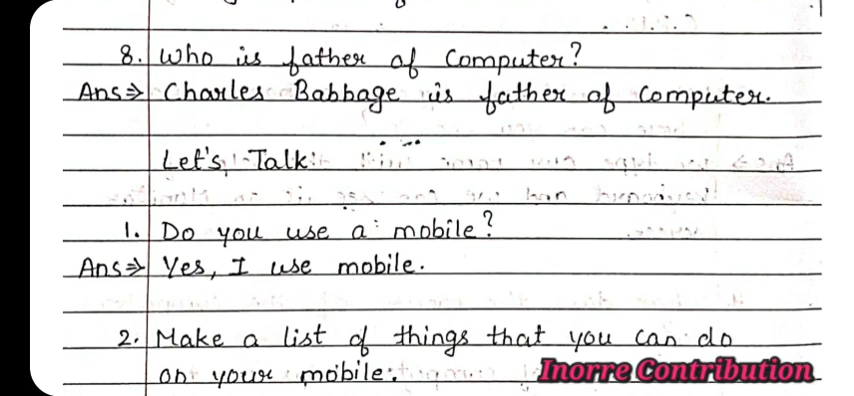 8. Who is father of Computer?
Ans⇒ Charles Babbage is father of Computer.
Let's Talk:
1. Do you use a mobile?
Ans⇒ Yes, I use mobile.
2. Make a list of things that you can do
on your mobile:
Inorre Contribution